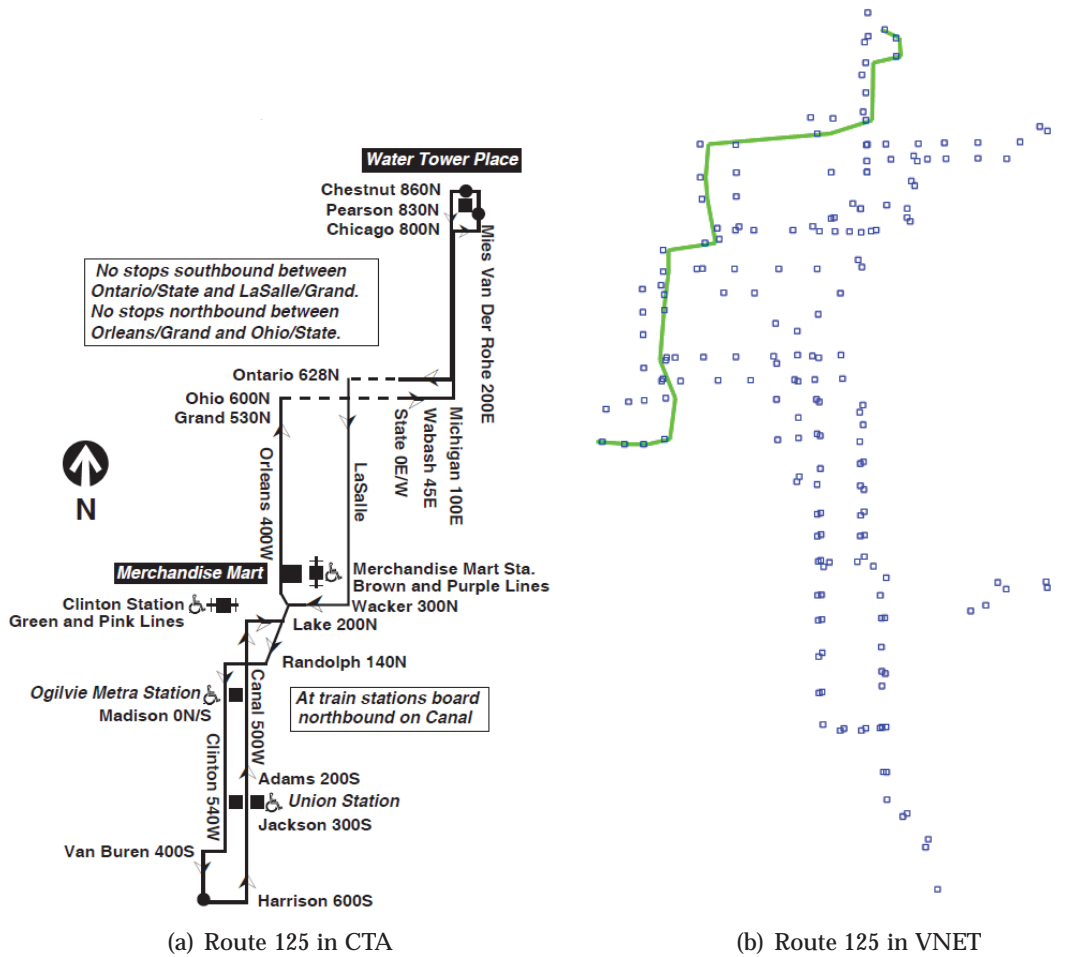 Water Tower Place
Chestnut 860N
Pearson 830N
Chicago 800N
Mies Van Der Rohe 200E
No stops southbound between
Ontario/State and LaSalle/Grand.
No stops northbound between
Orleans/Grand and Ohio/State.
Ontario 628N
Ohio 600N
Grand 530N
State 0E/W
Wabash 45E
Michigan 100E
Orleans 400W
LaSalle
N
Merchandise Mart
Merchandise Mart Sta.
Brown and Purple Lines
Clinton Station
Green and Pink Lines
Wacker 300N
Lake 200N
Randolph 140N
Ogilvie Metra Station
Madison 0N/S
Canal 500W
At train stations board
northbound on Canal
Clinton 540W
Adams 200S
Union Station
Jackson 300S
Van Buren 400S
Harrison 600S
(a) Route 125 in CTA
(b) Route 125 in VNET